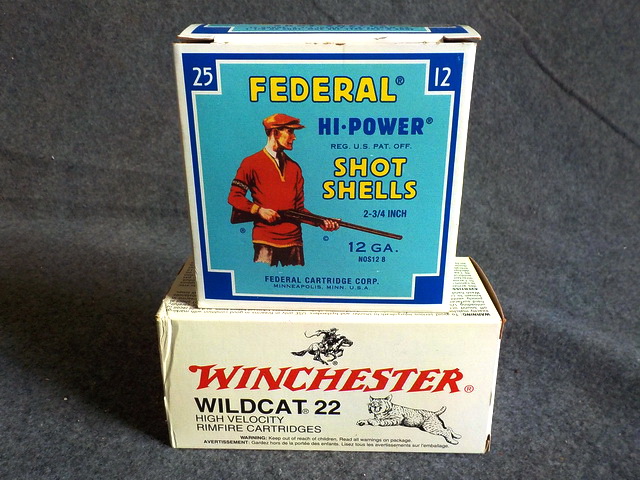 25
12
FEDERAL®
HI-POWER®
REG. U.S. PAT. OFF.
SHOT
SHELLS
2-3/4 INCH
®
©
12 GA.
NOS12 8
FEDERAL CARTRIDGE CORP.
MINNEAPOLIS, MINN. U.S.A.
WARNING:
WINCHESTER®
WILDCAT® 22
HIGH VELOCITY
RIMFIRE CARTRIDGES
WARNING: Keep out of reach of children. Read all warnings on package.
AVERTISSEMENT: Gardez hors de la portée des enfants. Lisez tous les avertissements sur l'emballage.